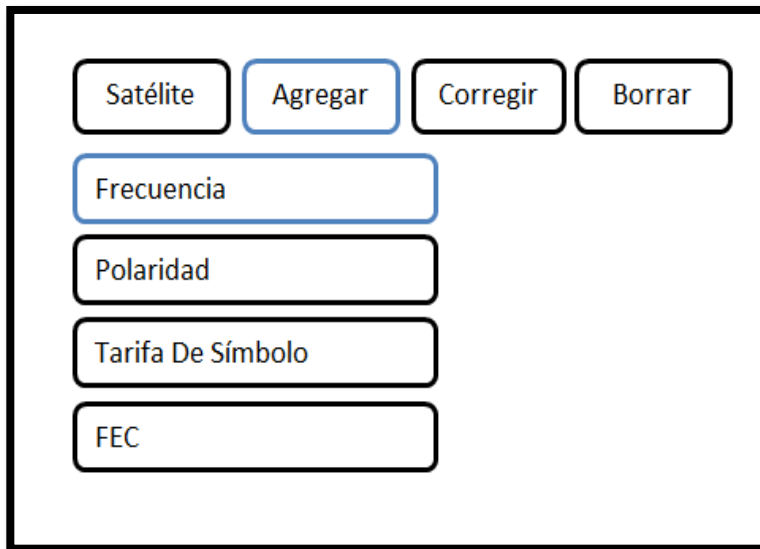 Satélite Agregar Corregir Borrar
Frecuencia
Polaridad
Tarifa De Símbolo
FEC